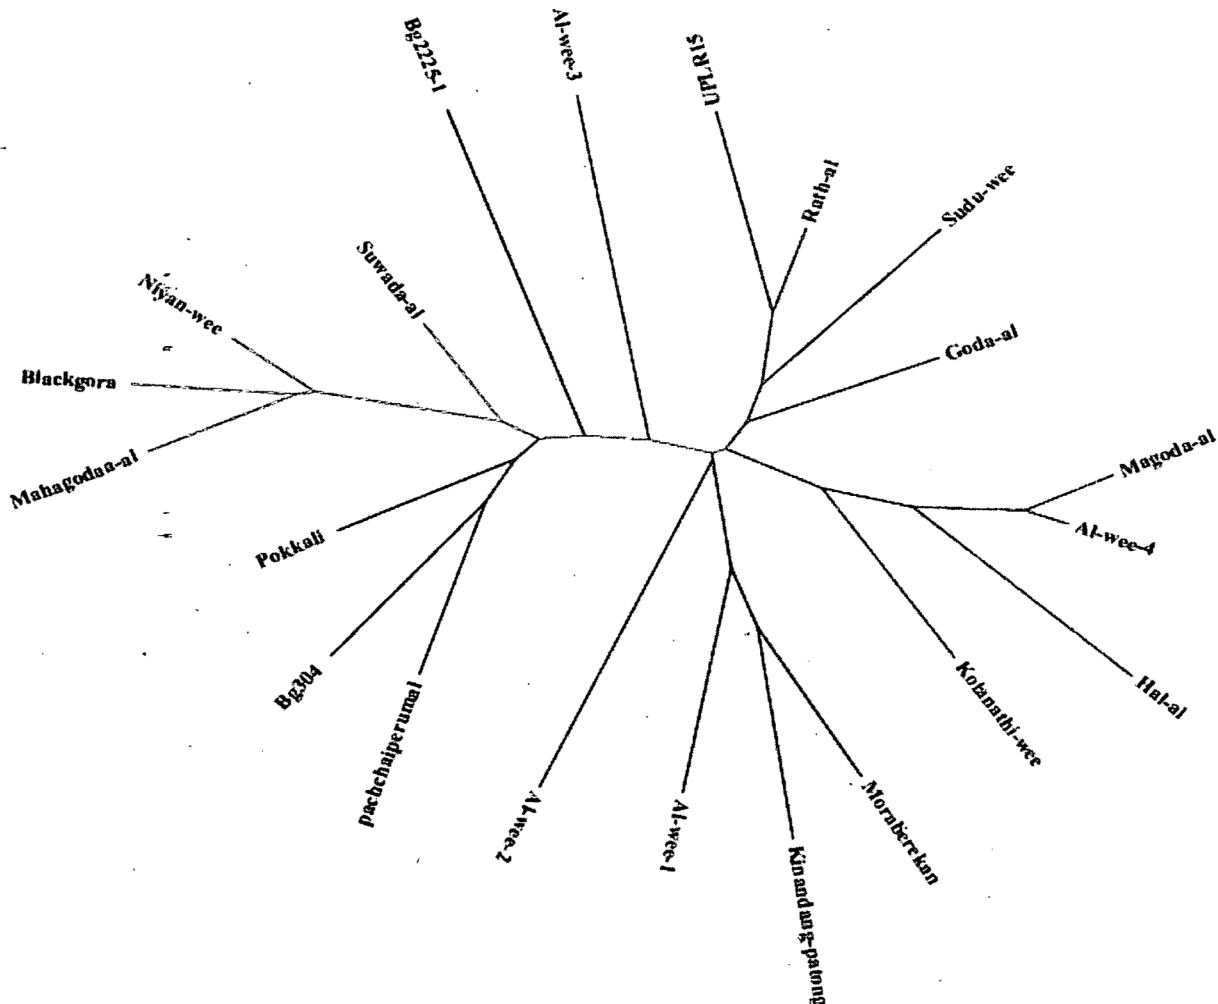 Bg2225-1
Al-wee-3
UPLRI5
Rath-al
Sudu-wee
Suwada-al
Niyan-wee
Goda-al
Blackgora
Mahagodaa-al
Magoda-al
Al-wee-4
Pokkali
Bg304
pachchaiperumal
Al-wee-2
Al-wee-1
Kinandang-patong
Moraberekan
Kolanathi-wee
Hal-al